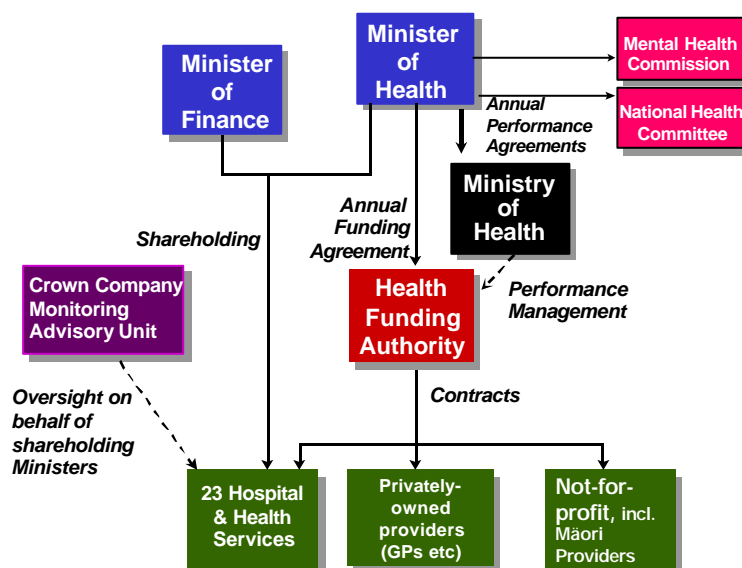 Minister
of
Finance
Minister
of
Health
Mental Health
Commission
National Health
Committee
Annual
Performance
Agreements
Ministry
of
Health
Annual
Funding
Agreement
Shareholding
Crown Company
Monitoring
Advisory Unit
Health
Funding
Authority
Performance
Management
Contracts
Oversight on
behalf of
shareholding
Ministers
23 Hospital
& Health
Services
Privately-
owned
providers
(GPs etc)
Not-for-
profit, incl.
Mäori
Providers